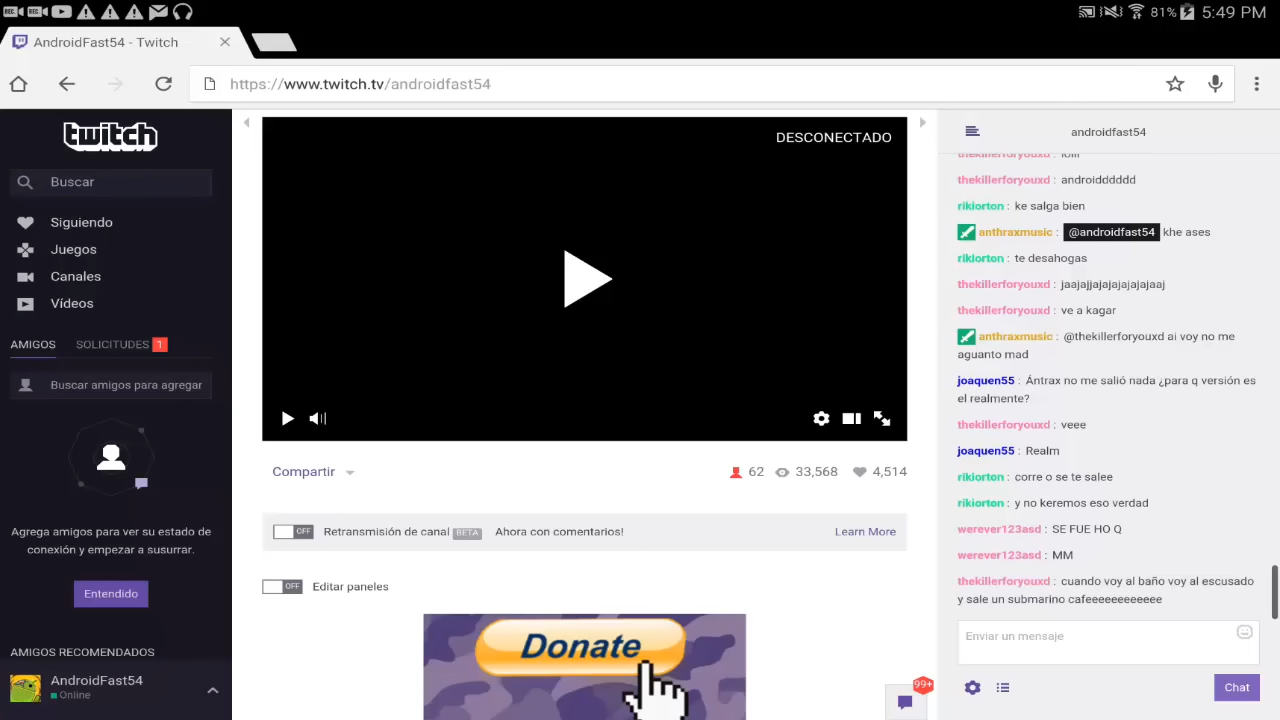 REC REC
81% 5:49 PM
AndroidFast54 - Twitch
https://www.twitch.tv/androidfast54
twitch
Buscar
Siguiendo
Juegos
Canales
Vídeos
AMIGOS SOLICITUDES 1
Buscar amigos para agregar
Agrega amigos para ver su estado de
conexión y empezar a susurrar.
Entendido
AMIGOS RECOMENDADOS
AndroidFast54
Online
DESCONECTADO
Compartir
62 33,568 4,514
OFF Retransmisión de canal BETA Ahora con comentarios! Learn More
OFF Editar paneles
Donate
99+
androidfast54
thekillerforyouxd : lolll
thekillerforyouxd : androidddddd
rikiorton : ke salga bien
anthraxmusic : @androidfast54 khe ases
rikiorton : te desahogas
thekillerforyouxd : jaajajjajajajajajaaj
thekillerforyouxd : ve a kagar
anthraxmusic : @thekillerforyouxd ai voy no me
aguanto mad
joaquen55 : Ántrax no me salió nada ¿para q versión es
el realmente?
thekillerforyouxd : veee
joaquen55 : Realm
rikiorton : corre o se te salee
rikiorton : y no keremos eso verdad
werever123asd : SE FUE HO Q
werever123asd : MM
thekillerforyouxd : cuando voy al baño voy al escusado
y sale un submarino cafeeeeeeeeeeee
Enviar un mensaje
Chat